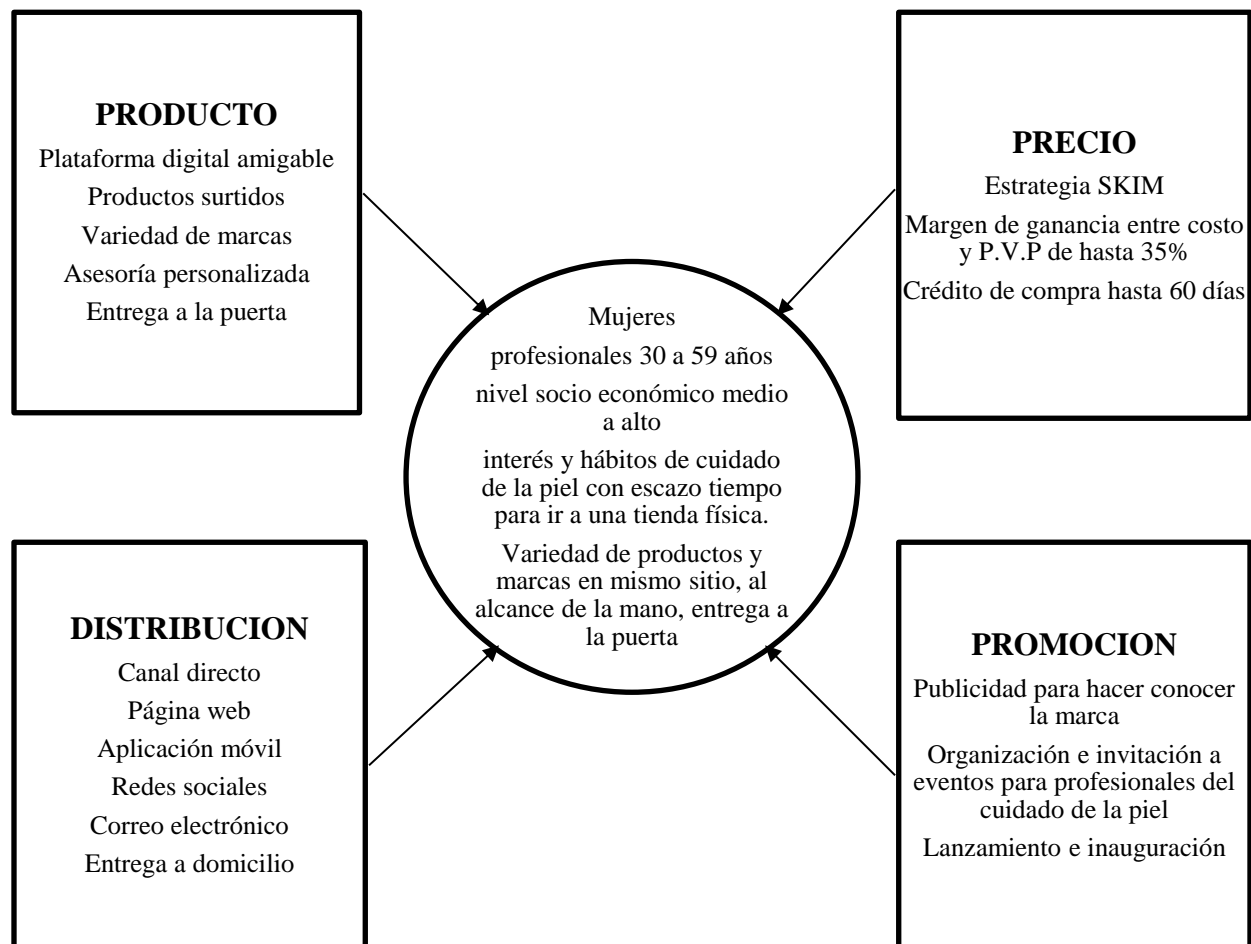 PRODUCTO
Plataforma digital amigable
Productos surtidos
Variedad de marcas
Asesoría personalizada
Entrega a la puerta
PRECIO
Estrategia SKIM
Margen de ganancia entre costo
y P.V.P de hasta 35%
Crédito de compra hasta 60 días
Mujeres
profesionales 30 a 59 años
nivel socio económico medio
a alto
interés y hábitos de cuidado
de la piel con escazo tiempo
para ir a una tienda física.
Variedad de productos y
marcas en mismo sitio, al
alcance de la mano, entrega a
la puerta
DISTRIBUCION
Canal directo
Página web
Aplicación móvil
Redes sociales
Correo electrónico
Entrega a domicilio
PROMOCION
Publicidad para hacer conocer
la marca
Organización e invitación a
eventos para profesionales del
cuidado de la piel
Lanzamiento e inauguración